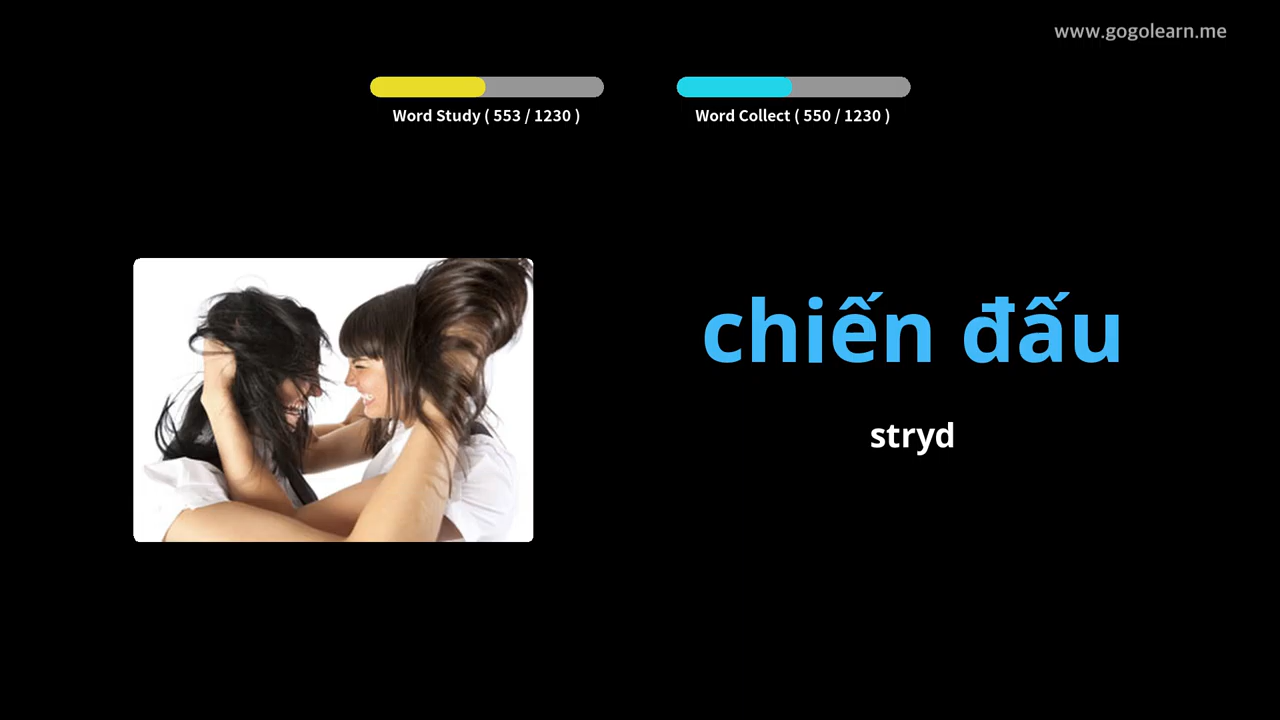 www.gogolearn.me
Word Study ( 553 / 1230 )
Word Collect ( 550 / 1230 )
chiến đấu
stryd